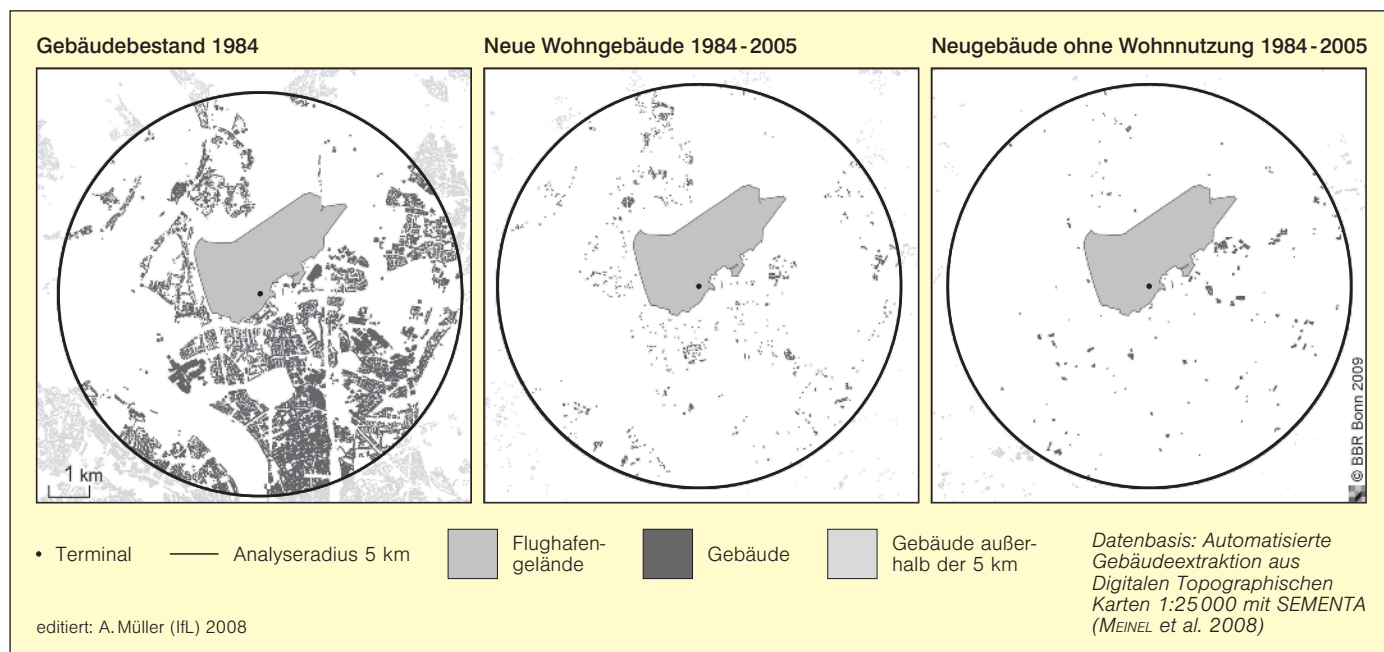 Gebäudebestand 1984
Neue Wohngebäude 1984-2005
Neugebäude ohne Wohnnutzung 1984-2005
1 km
© BBR Bonn 2009
Terminal
Analyseradius 5 km
Flughafen-
gelände
Gebäude
Gebäude außer-
halb der 5 km
Datenbasis: Automatisierte
Gebäudeextraktion aus
Digitalen Topographischen
Karten 1:25000 mit SEMENTA
(MEINEL et al. 2008)
editiert: A. Müller (IfL) 2008